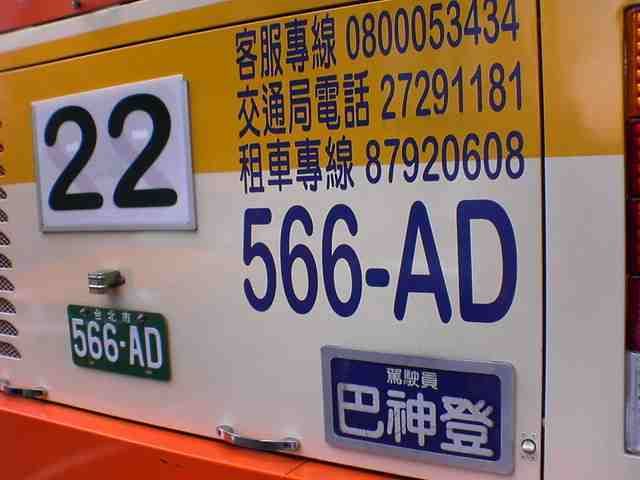 客服專線 0800053434
交通局電話 27291181
租車專線 87920608
22
566-AD
台北市
566-AD
駕駛員
巴神登